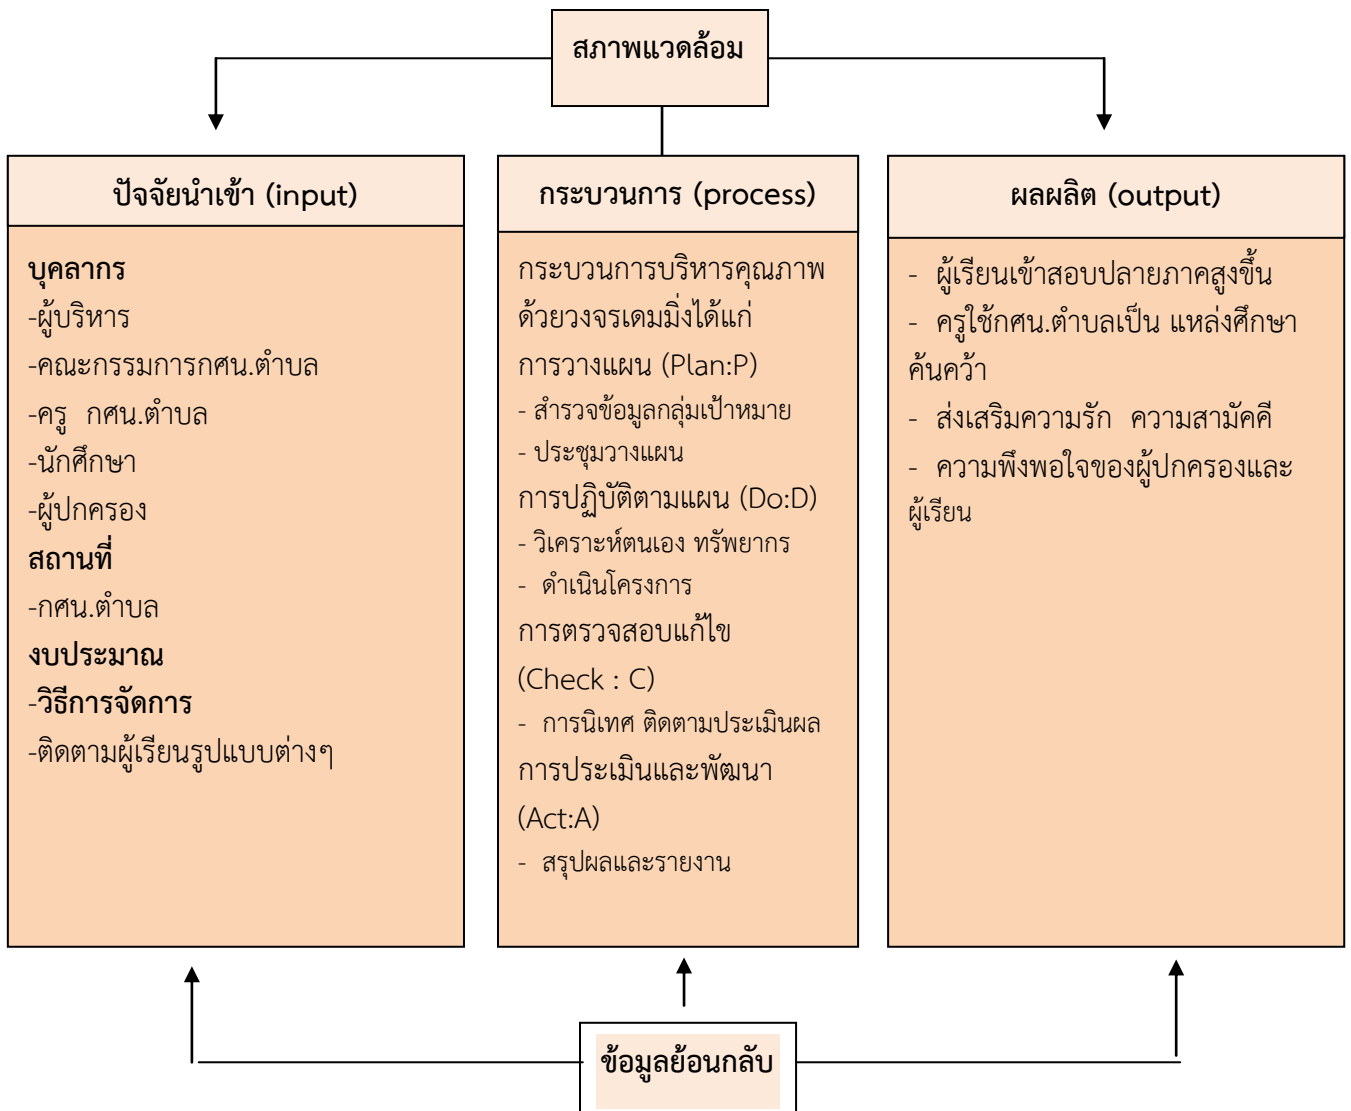 สภาพแวดล้อม
ปัจจัยนำเข้า (input)
บุคลากร
-ผู้บริหาร
-คณะกรรมการกศน.ตำบล
-ครู กศน.ตำบล
-นักศึกษา
-ผู้ปกครอง
สถานที่
-กศน.ตำบล
งบประมาณ
-วิธีการจัดการ
-ติดตามผู้เรียนรูปแบบต่างๆ
กระบวนการ (process)
กระบวนการบริหารคุณภาพ
ด้วยวงจรเดมมิ่งได้แก่
การวางแผน (Plan:P)
- สำรวจข้อมูลกลุ่มเป้าหมาย
- ประชุมวางแผน
การปฏิบัติตามแผน (Do:D)
- วิเคราะห์ตนเอง ทรัพยากร
- ดำเนินโครงการ
การตรวจสอบแก้ไข
(Check : C)
- การนิเทศ ติดตามประเมินผล
การประเมินและพัฒนา
(Act:A)
- สรุปผลและรายงาน
ผลผลิต (output)
- ผู้เรียนเข้าสอบปลายภาคสูงขึ้น
- ครูใช้กศน.ตำบลเป็น แหล่งศึกษา
ค้นคว้า
- ส่งเสริมความรัก ความสามัคคี
- ความพึงพอใจของผู้ปกครองและ
ผู้เรียน
ข้อมูลย้อนกลับ